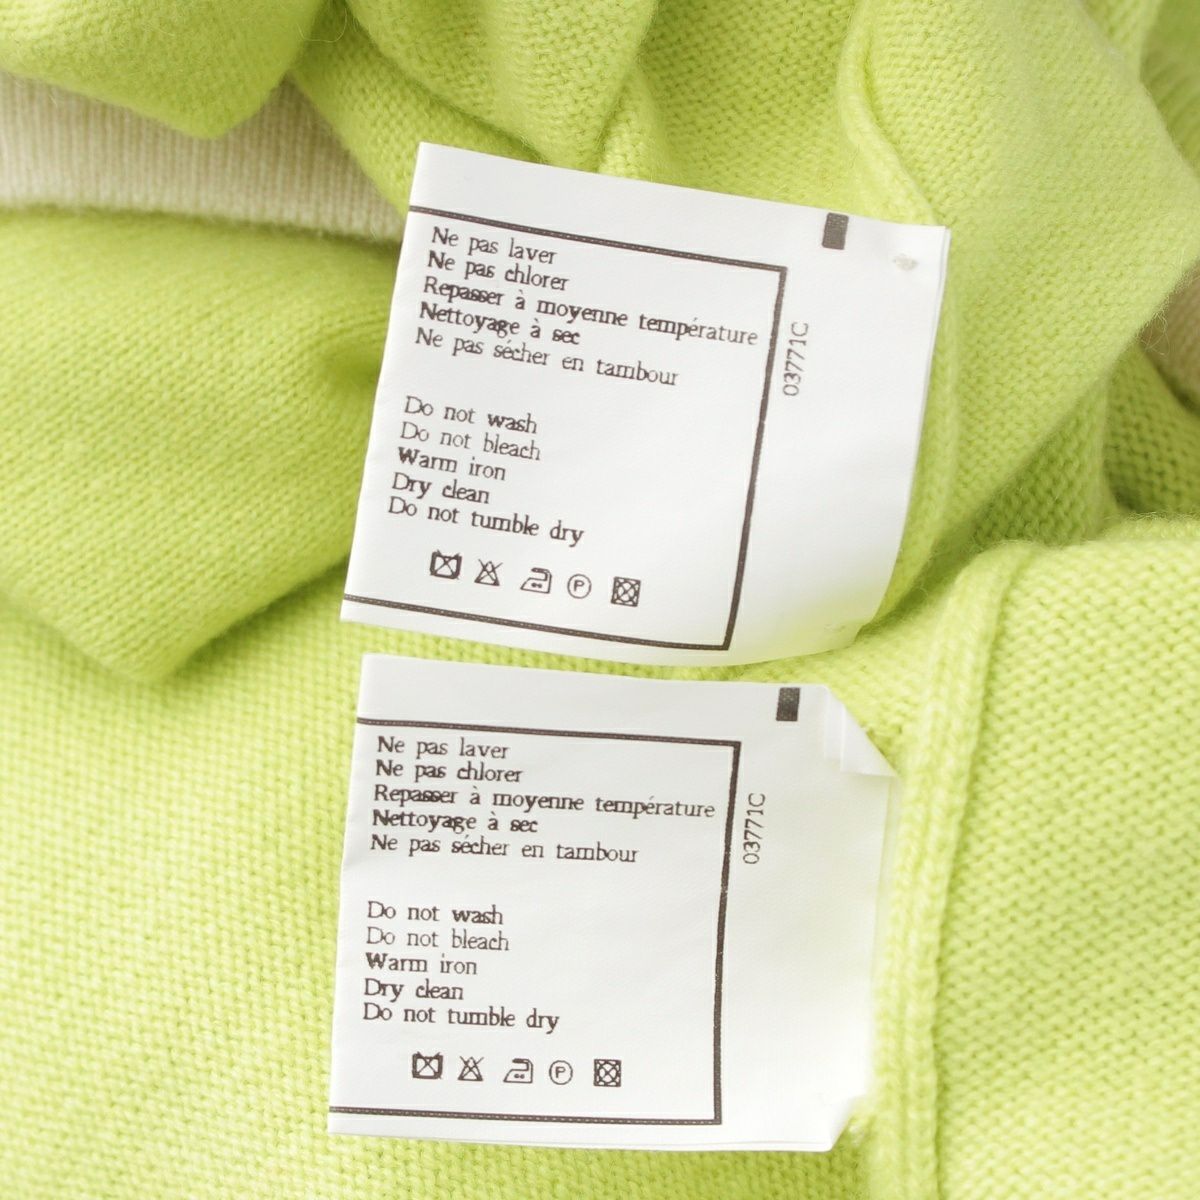 Ne pas laver
Ne pas chlorer
Repasser à moyenne température
Nettoyage à sec
Ne pas sécher en tambour
Do not wash
Do not bleach
Warm iron
Dry clean
Do not tumble dry
P
03771C
Ne pas laver
Ne pas chlorer
Repasser à moyenne température
Nettoyage à sec
Ne pas sécher en tambour
Do not wash
Do not bleach
Warm iron
Dry clean
Do not tumble dry
P
03771C